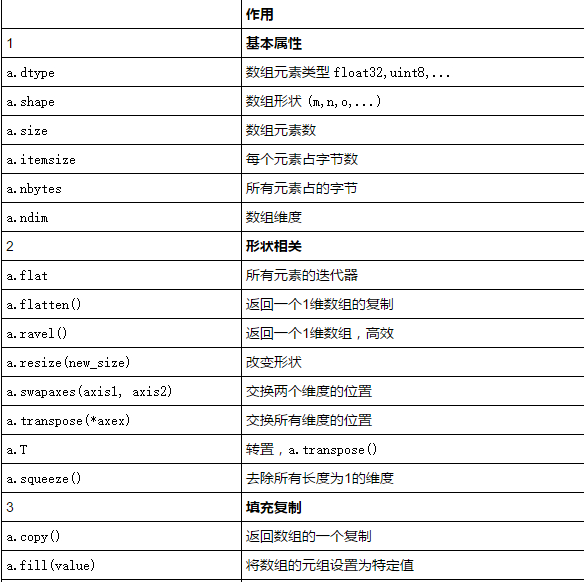 作用
1 基本属性
a.dtype 数组元素类型 float32,uint8,...
a.shape 数组形状 (m,n,o,...)
a.size 数组元素数
a.itemsize 每个元素占字节数
a.nbytes 所有元素占的字节
a.ndim 数组维度
2 形状相关
a.flat 所有元素的迭代器
a.flatten() 返回一个1维数组的复制
a.ravel() 返回一个1维数组，高效
a.resize(new_size) 改变形状
a.swapaxes(axis1, axis2) 交换两个维度的位置
a.transpose(*axex) 交换所有维度的位置
a.T 转置，a.transpose()
a.squeeze() 去除所有长度为1的维度
3 填充复制
a.copy() 返回数组的一个复制
a.fill(value) 将数组的元组设置为特定值